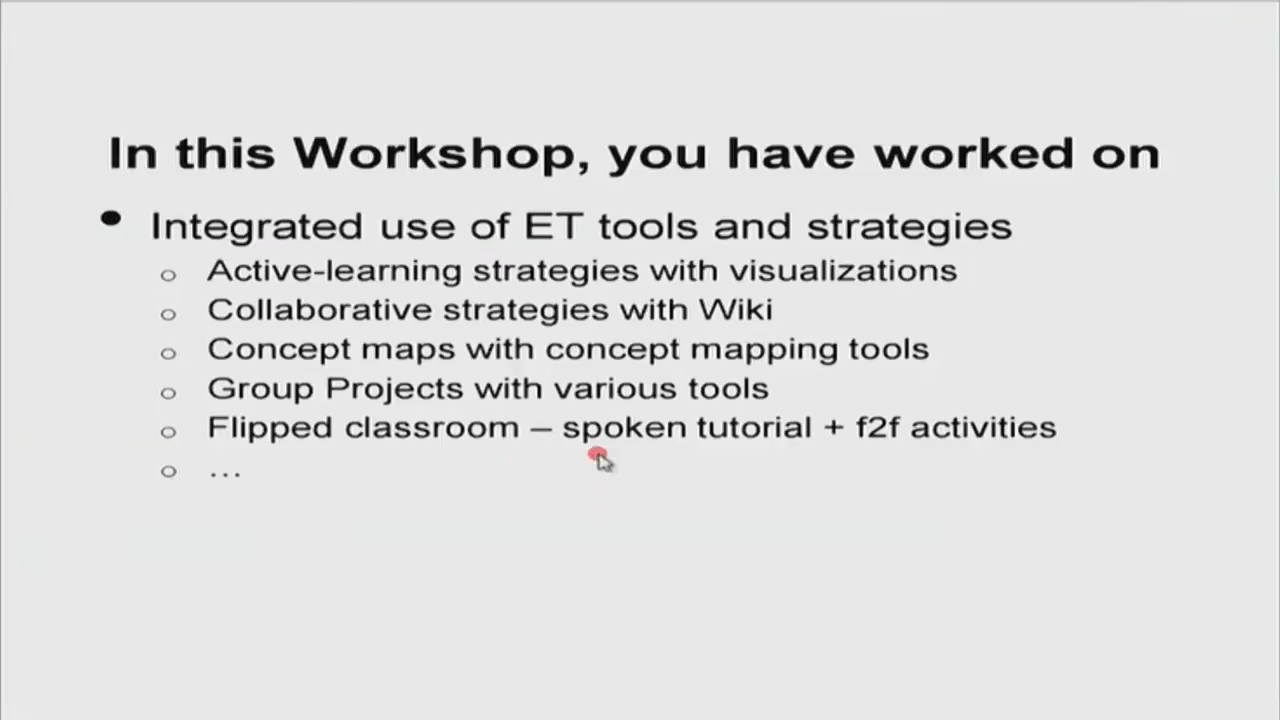 In this Workshop, you have worked on
• Integrated use of ET tools and strategies
o Active-learning strategies with visualizations
o Collaborative strategies with Wiki
o Concept maps with concept mapping tools
o Group Projects with various tools
o Flipped classroom – spoken tutorial + f2f activities
o …